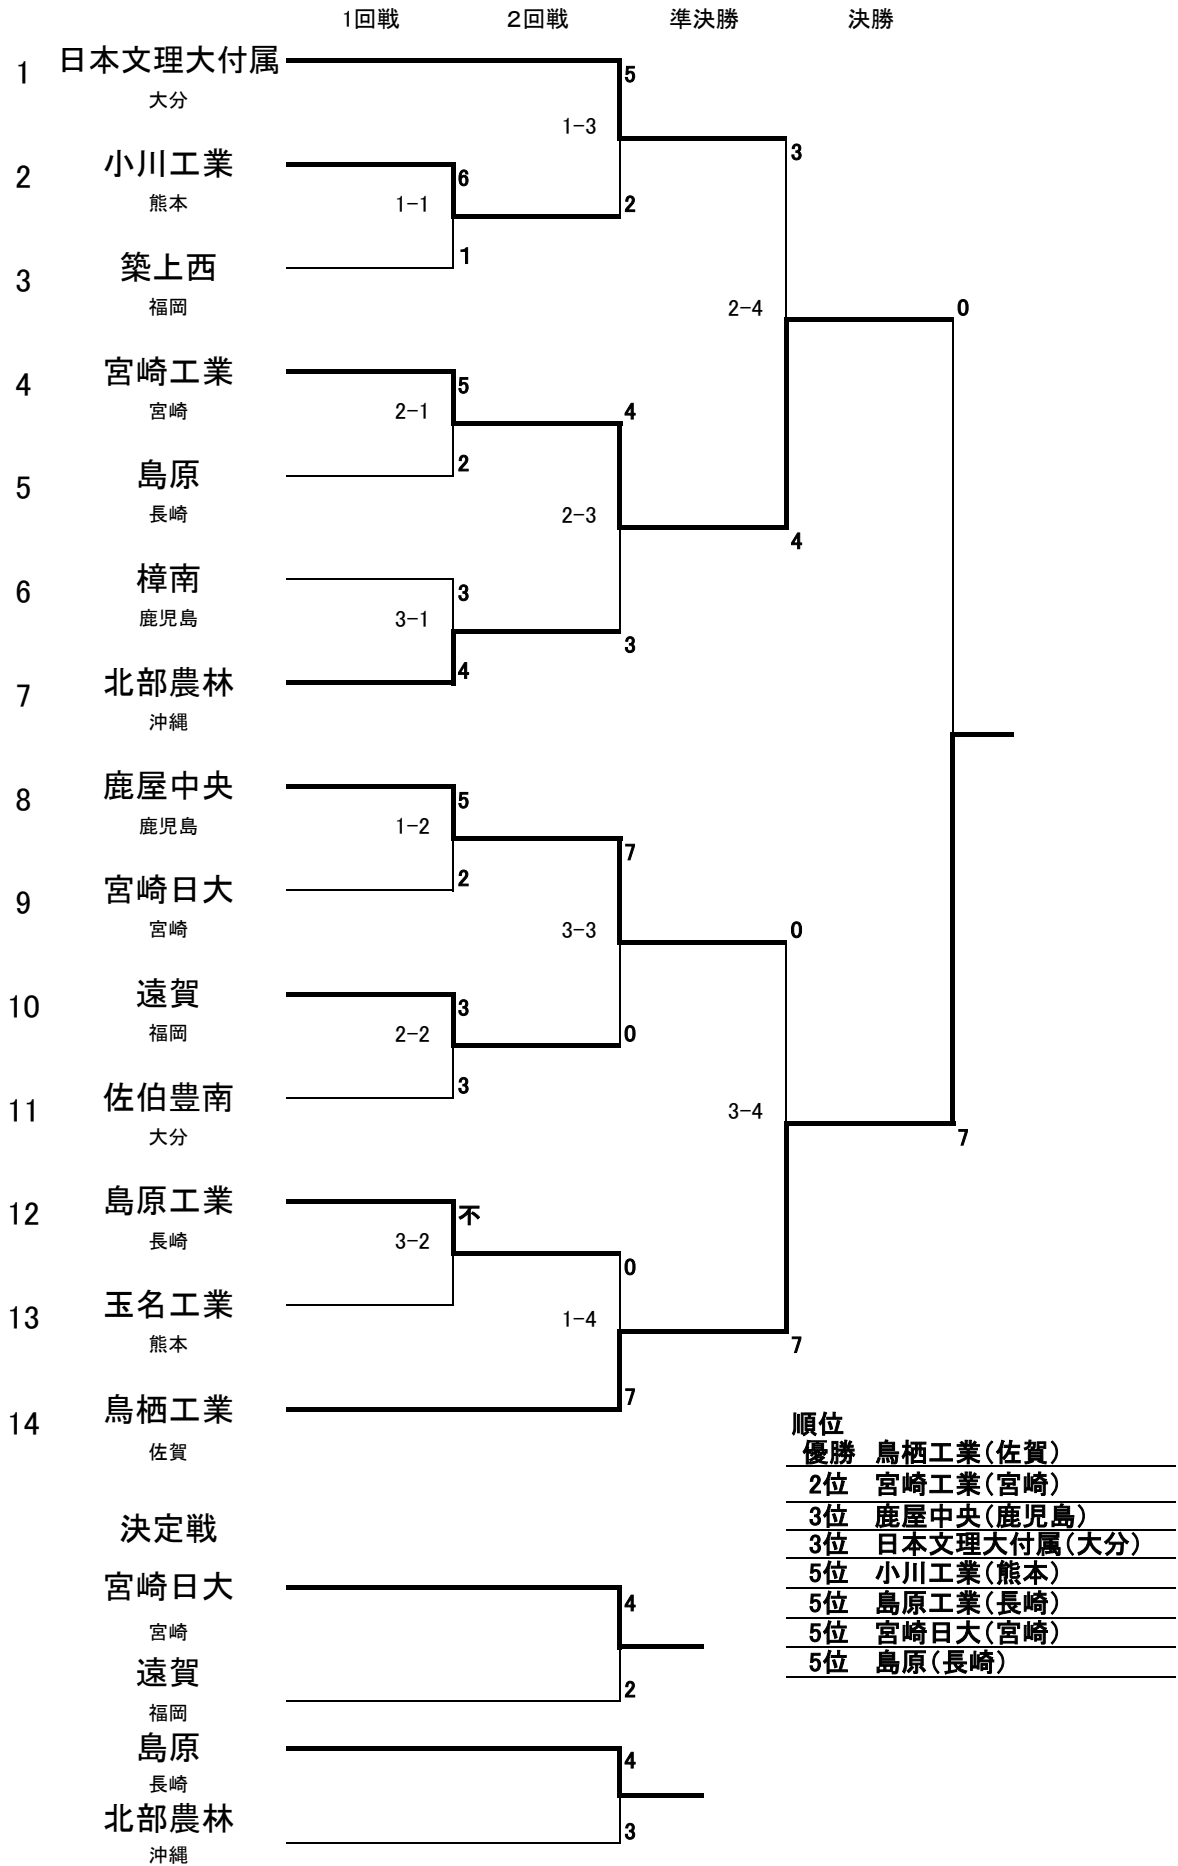 1回戦 2回戦 準決勝 決勝
1 日本文理大付属 5
大分
1-3
3
2 小川工業 6
熊本
1-1
2
3 築上西 1
福岡
2-4
0
4 宮崎工業 5
宮崎
2-1
4
5 島原 2
長崎
2-3
4
6 樟南 3
鹿児島
3-1
3
7 北部農林 4
沖縄
8 鹿屋中央 5
鹿児島
1-2
7
9 宮崎日大 2
宮崎
3-3
0
10 遠賀 3
福岡
2-2
0
11 佐伯豊南 3
大分
3-4
7
12 島原工業 不
長崎
3-2
0
13 玉名工業
熊本
1-4
7
14 鳥栖工業 7
佐賀
順位
優勝 鳥栖工業(佐賀)
2位 宮崎工業(宮崎)
3位 鹿屋中央(鹿児島)
3位 日本文理大付属(大分)
5位 小川工業(熊本)
5位 島原工業(長崎)
5位 宮崎日大(宮崎)
5位 島原(長崎)
決定戦
宮崎日大 4
宮崎
遠賀 2
福岡
島原 4
長崎
北部農林 3
沖縄